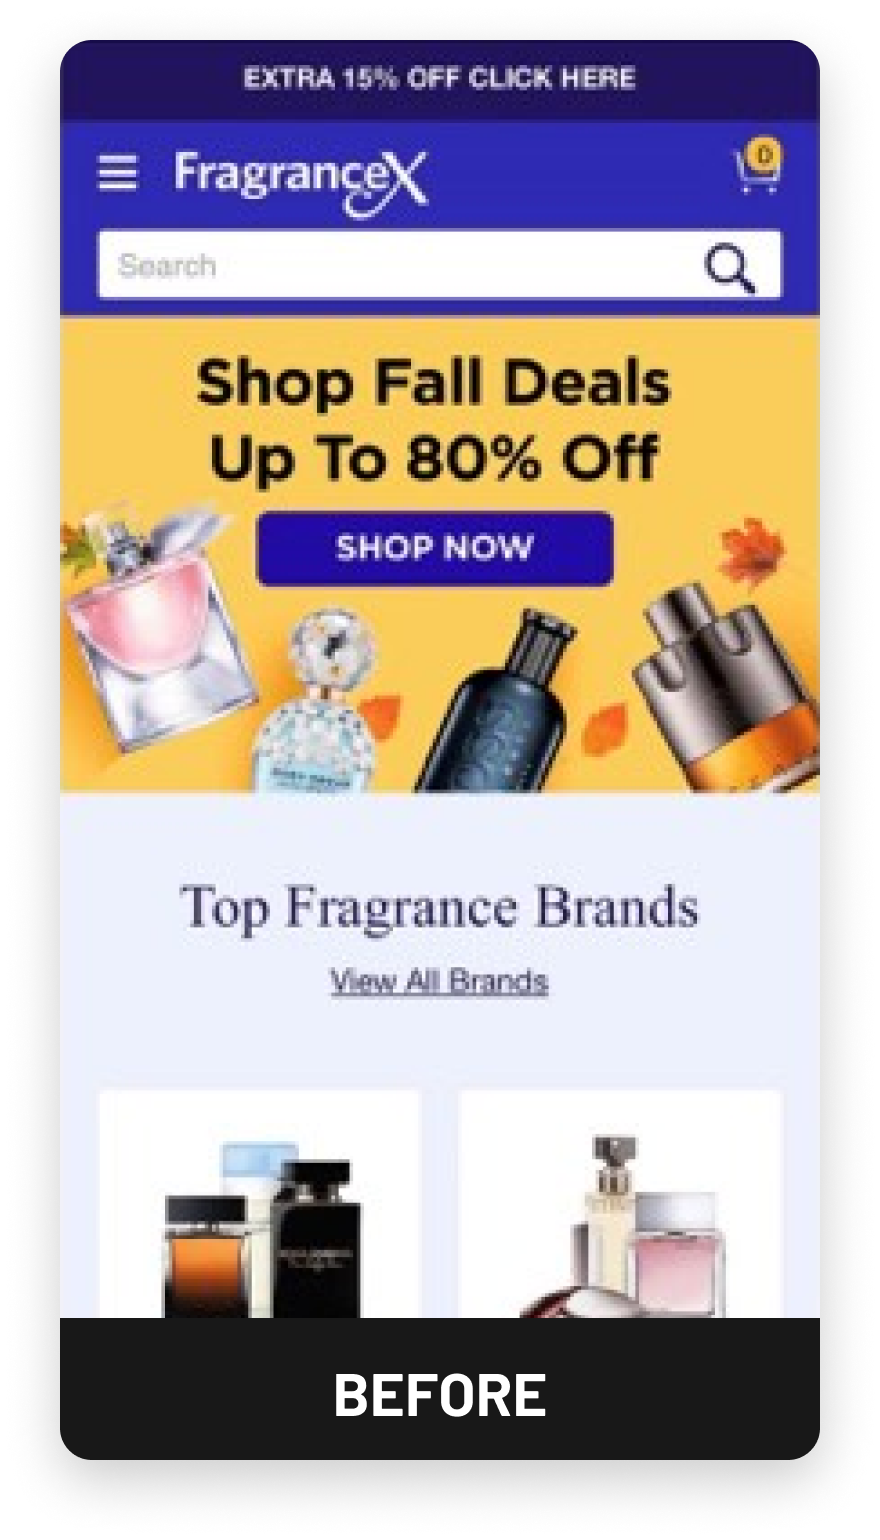 EXTRA 15% OFF CLICK HERE
FragranceX
0
Search
Shop Fall Deals
Up To 80% Off
SHOP NOW
Top Fragrance Brands
View All Brands
BEFORE